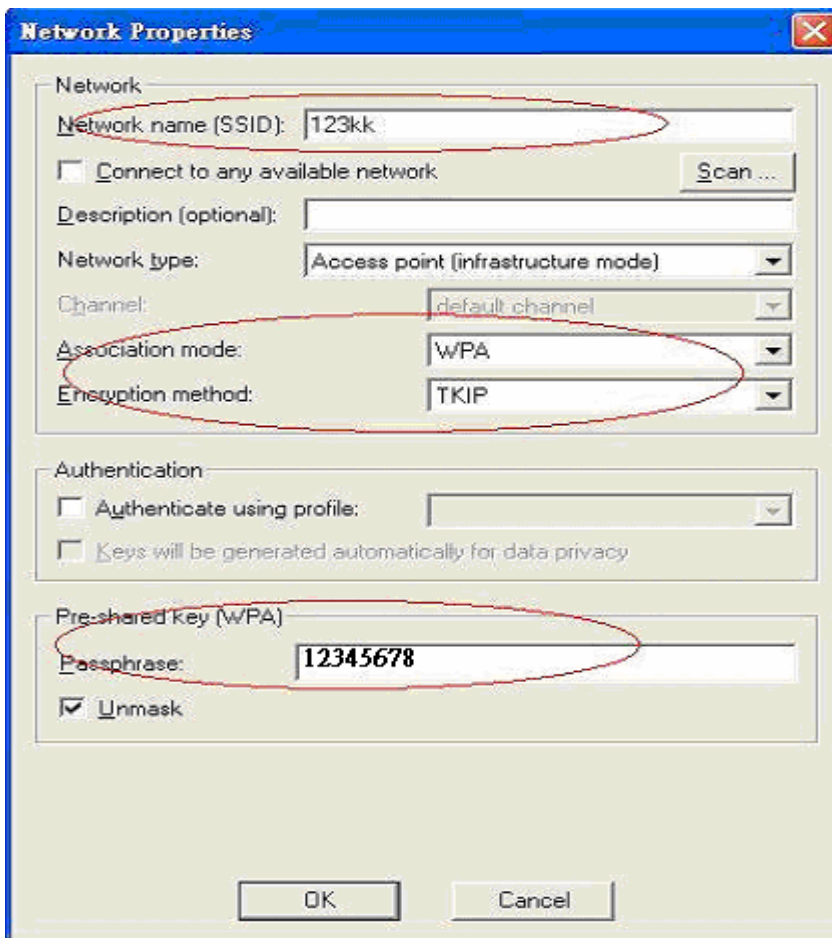 Network Properties
Network
Network name (SSID): 123kk
Connect to any available network Scan ...
Description (optional):
Network type: Access point (infrastructure mode)
Channel: default channel
Association mode: WPA
Encryption method: TKIP
Authentication
Authenticate using profile:
Keys will be generated automatically for data privacy
Pre-shared key (WPA)
Passphrase: 12345678
Unmask
OK Cancel